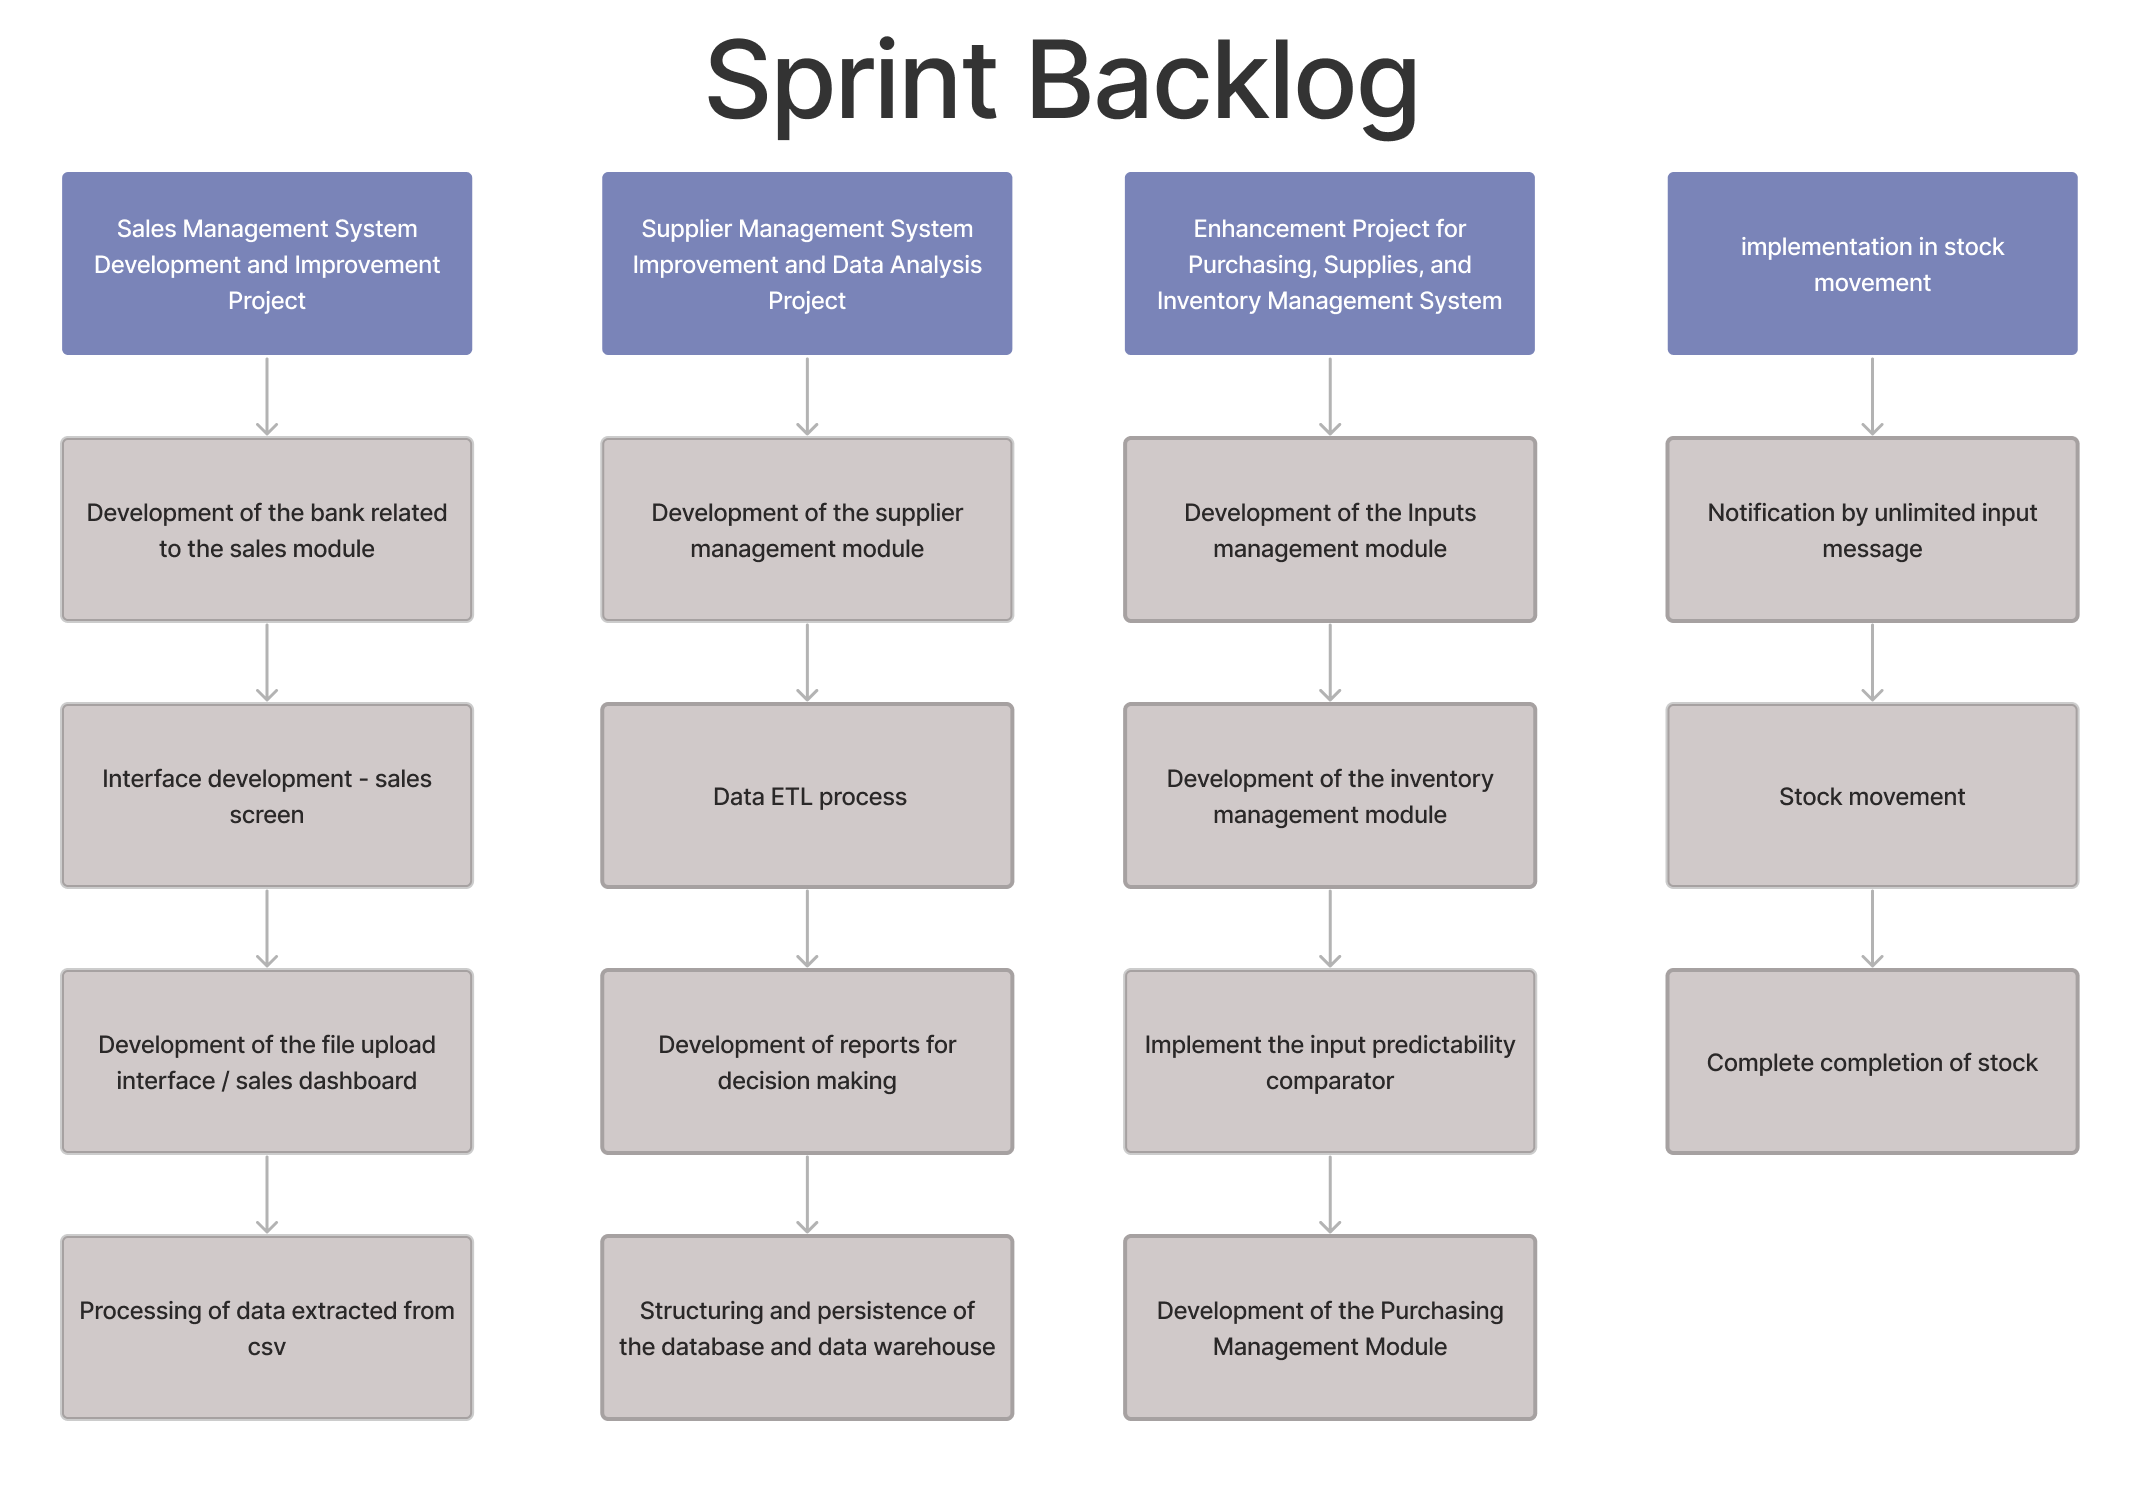 Sprint Backlog
Sales Management System
Development and Improvement
Project
Supplier Management System
Improvement and Data Analysis
Project
Enhancement Project for
Purchasing, Supplies, and
Inventory Management System
implementation in stock
movement
Development of the bank related
to the sales module
Development of the supplier
management module
Development of the Inputs
management module
Notification by unlimited input
message
Interface development - sales
screen
Data ETL process
Development of the inventory
management module
Stock movement
Development of the file upload
interface / sales dashboard
Development of reports for
decision making
Implement the input predictability
comparator
Complete completion of stock
Processing of data extracted from
csv
Structuring and persistence of
the database and data warehouse
Development of the Purchasing
Management Module